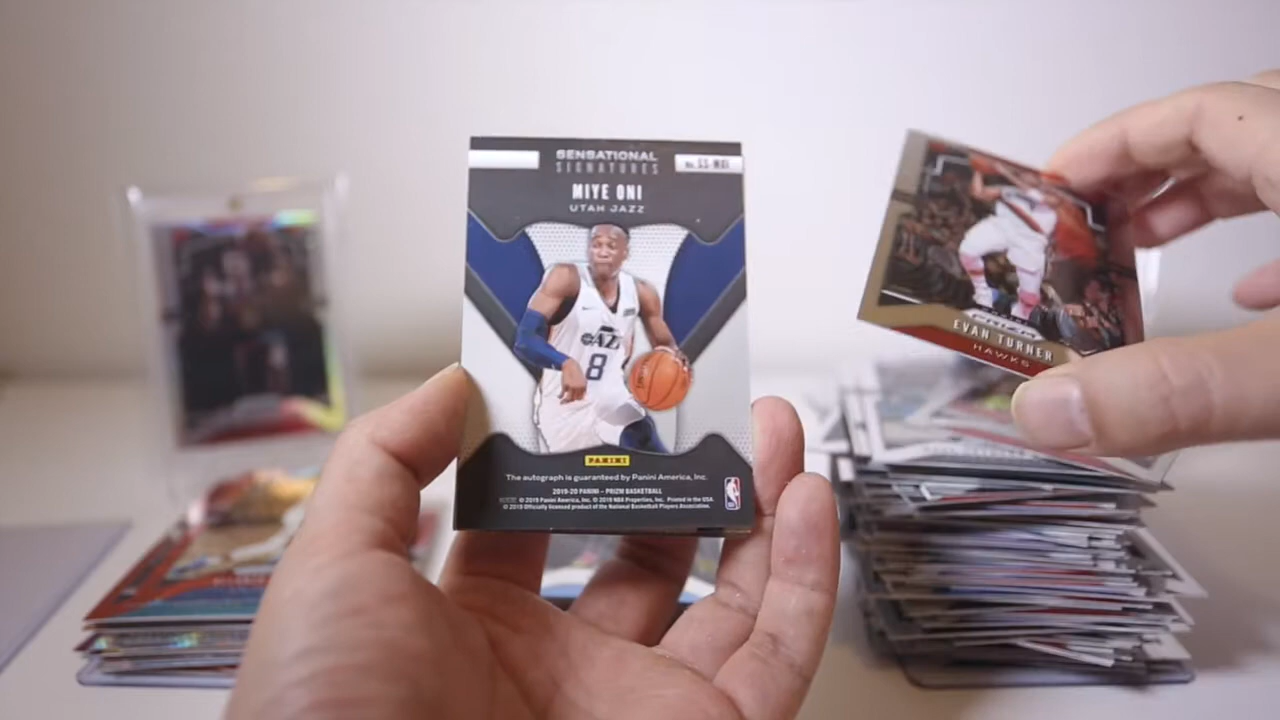 SENSATIONAL
SIGNATURES
No. SS-MOI
MIYE ONI
UTAH JAZZ
JAZZ
8
PANINI
The autograph is guaranteed by Panini America, Inc.
2019-20 PANINI – PRIZM BASKETBALL
© 2019 Panini America, Inc. © 2019 NBA Properties, Inc. Printed in the USA
© 2019 Officially licensed product of the National Basketball Players Association.
PRIZM
EVAN TURNER
HAWKS